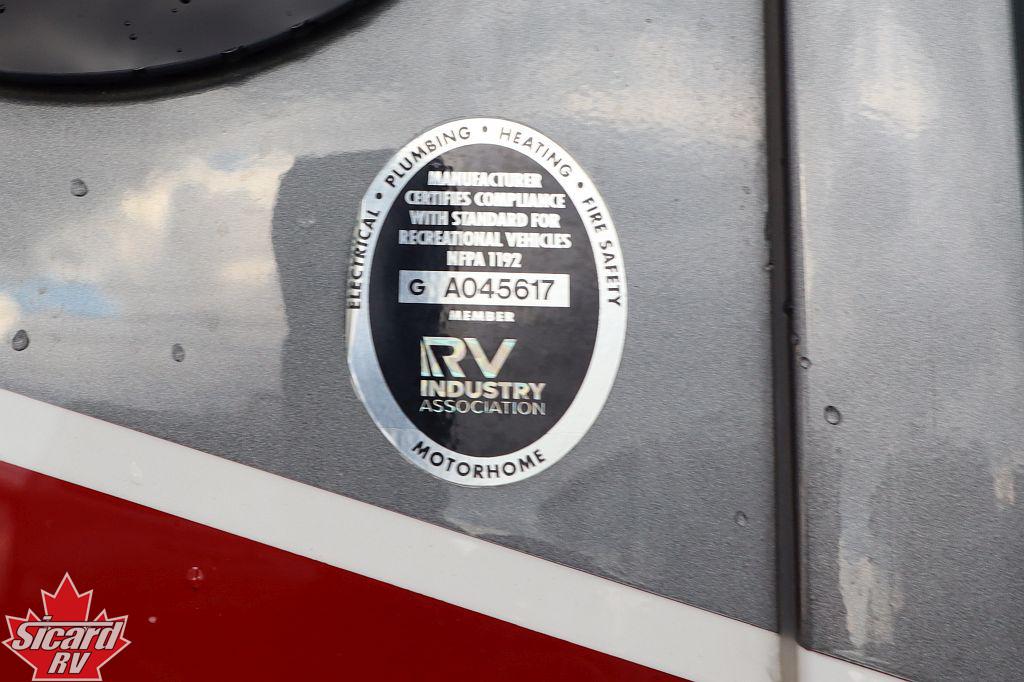 ELECTRICAL • PLUMBING • HEATING • FIRE SAFETY
MANUFACTURER
CERTIFIES COMPLIANCE
WITH STANDARD FOR
RECREATIONAL VEHICLES
NFPA 1192
G A045617
MEMBER
RV
INDUSTRY
ASSOCIATION
MOTORHOME
Sicard
RV